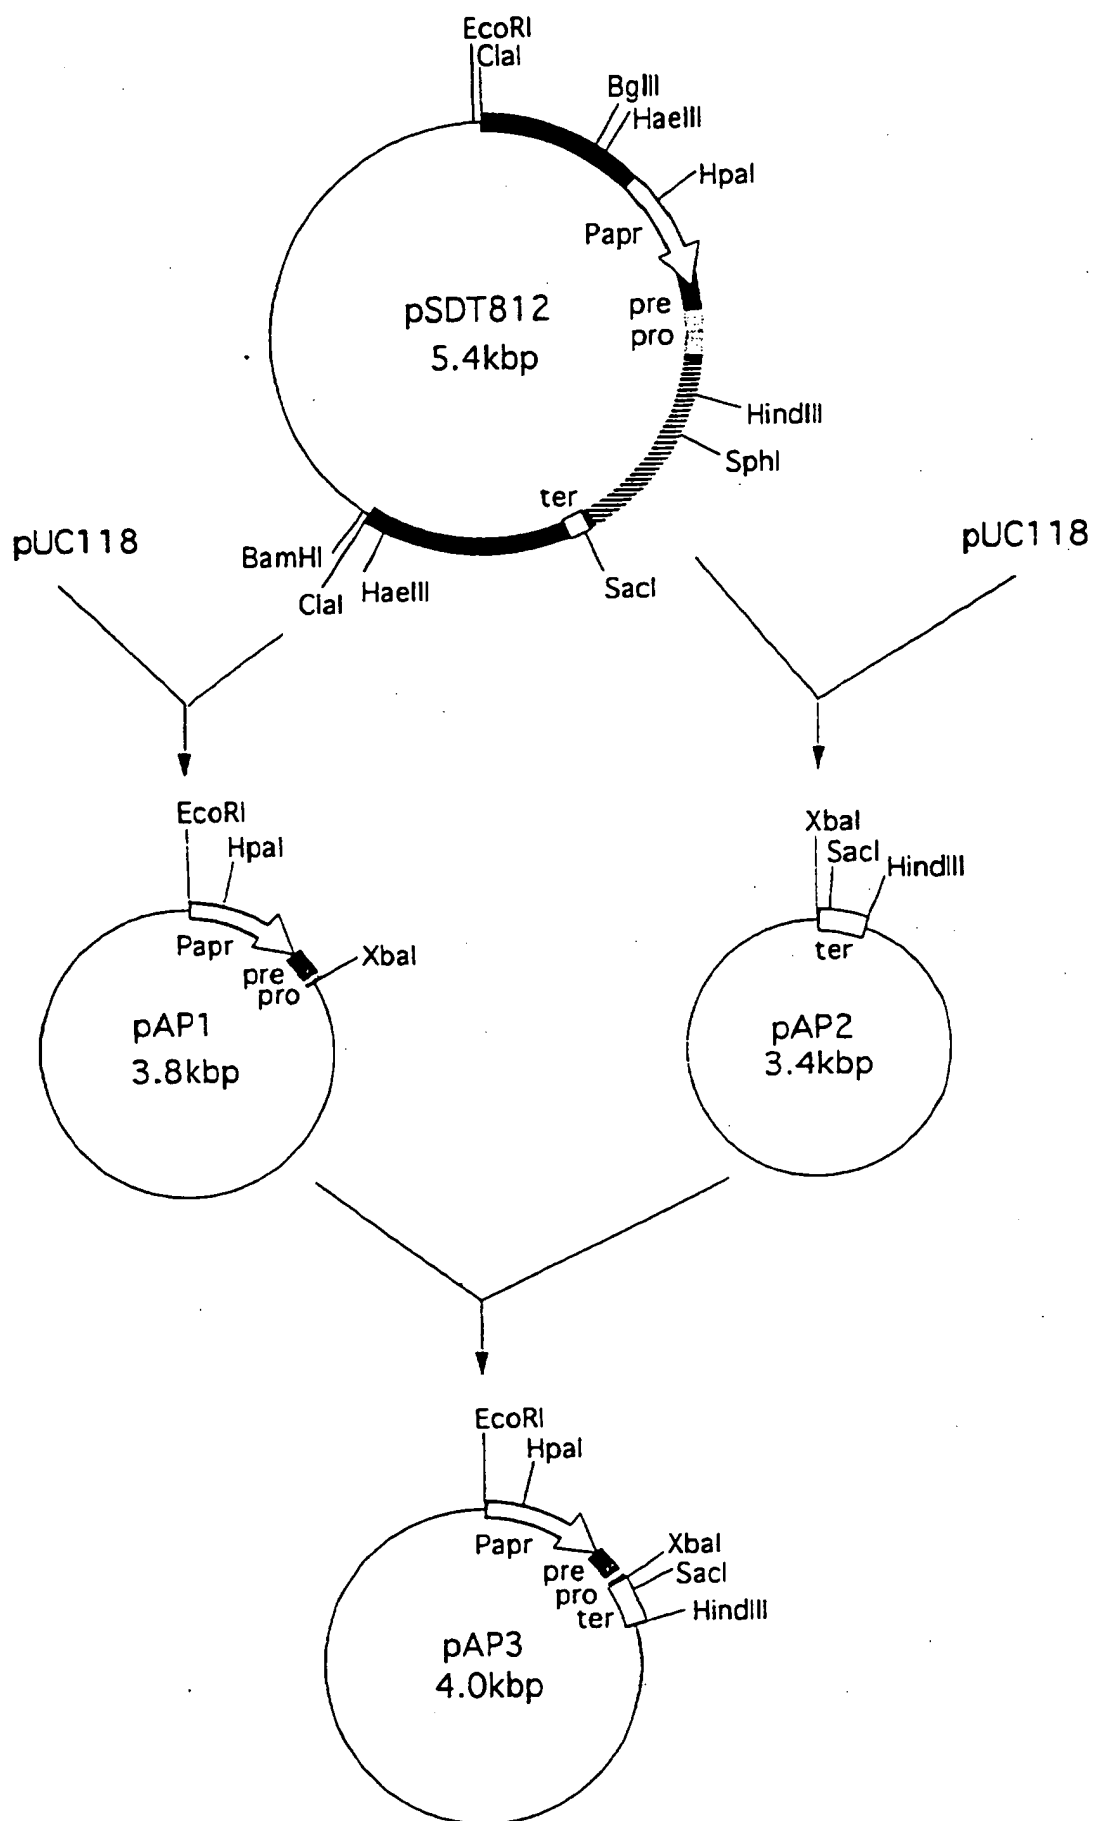 EcoRI
ClaI
BglII
HaeIII
HpaI
Papr
pSDT812
5.4kbp
pre
pro
HindIII
SphI
ter
SacI
BamHI
ClaI
HaeIII
pUC118
pUC118
EcoRI
HpaI
Papr
pre
pro
XbaI
pAP1
3.8kbp
XbaI
SacI
HindIII
ter
pAP2
3.4kbp
EcoRI
HpaI
Papr
pre
pro
ter
XbaI
SacI
HindIII
pAP3
4.0kbp